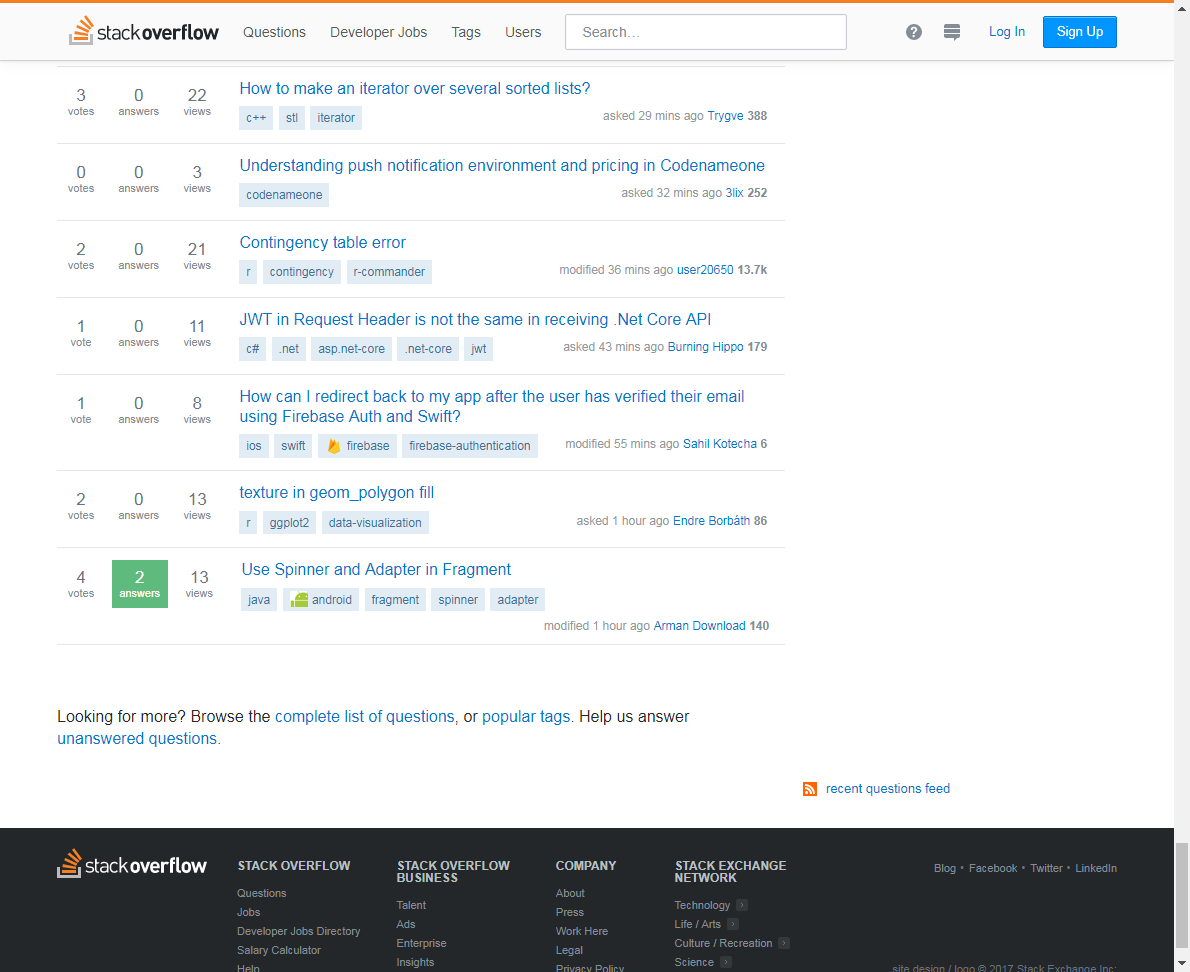 stackoverflow Questions Developer Jobs Tags Users Search... ? Log In Sign Up
3 0 22 How to make an iterator over several sorted lists?
votes answers views
c++ stl iterator asked 29 mins ago Trygve 388
0 0 3 Understanding push notification environment and pricing in Codenameone
votes answers views
codenameone asked 32 mins ago 3lix 252
2 0 21 Contingency table error
votes answers views
r contingency r-commander modified 36 mins ago user20650 13.7k
1 0 11 JWT in Request Header is not the same in receiving .Net Core API
vote answers views
c# .net asp.net-core .net-core jwt asked 43 mins ago Burning Hippo 179
1 0 8 How can I redirect back to my app after the user has verified their email
vote answers views using Firebase Auth and Swift?
ios swift firebase firebase-authentication modified 55 mins ago Sahil Kotecha 6
2 0 13 texture in geom_polygon fill
votes answers views
r ggplot2 data-visualization asked 1 hour ago Endre Borbáth 86
4 2 13 Use Spinner and Adapter in Fragment
votes answers views
java android fragment spinner adapter
modified 1 hour ago Arman Download 140
Looking for more? Browse the complete list of questions, or popular tags. Help us answer
unanswered questions.
recent questions feed
stackoverflow
STACK OVERFLOW
Questions
Jobs
Developer Jobs Directory
Salary Calculator
Help
STACK OVERFLOW
BUSINESS
Talent
Ads
Enterprise
Insights
COMPANY
About
Press
Work Here
Legal
Privacy Policy
STACK EXCHANGE
NETWORK
Technology
Life / Arts
Culture / Recreation
Science
Blog • Facebook • Twitter • LinkedIn
site design / logo © 2017 Stack Exchange Inc;